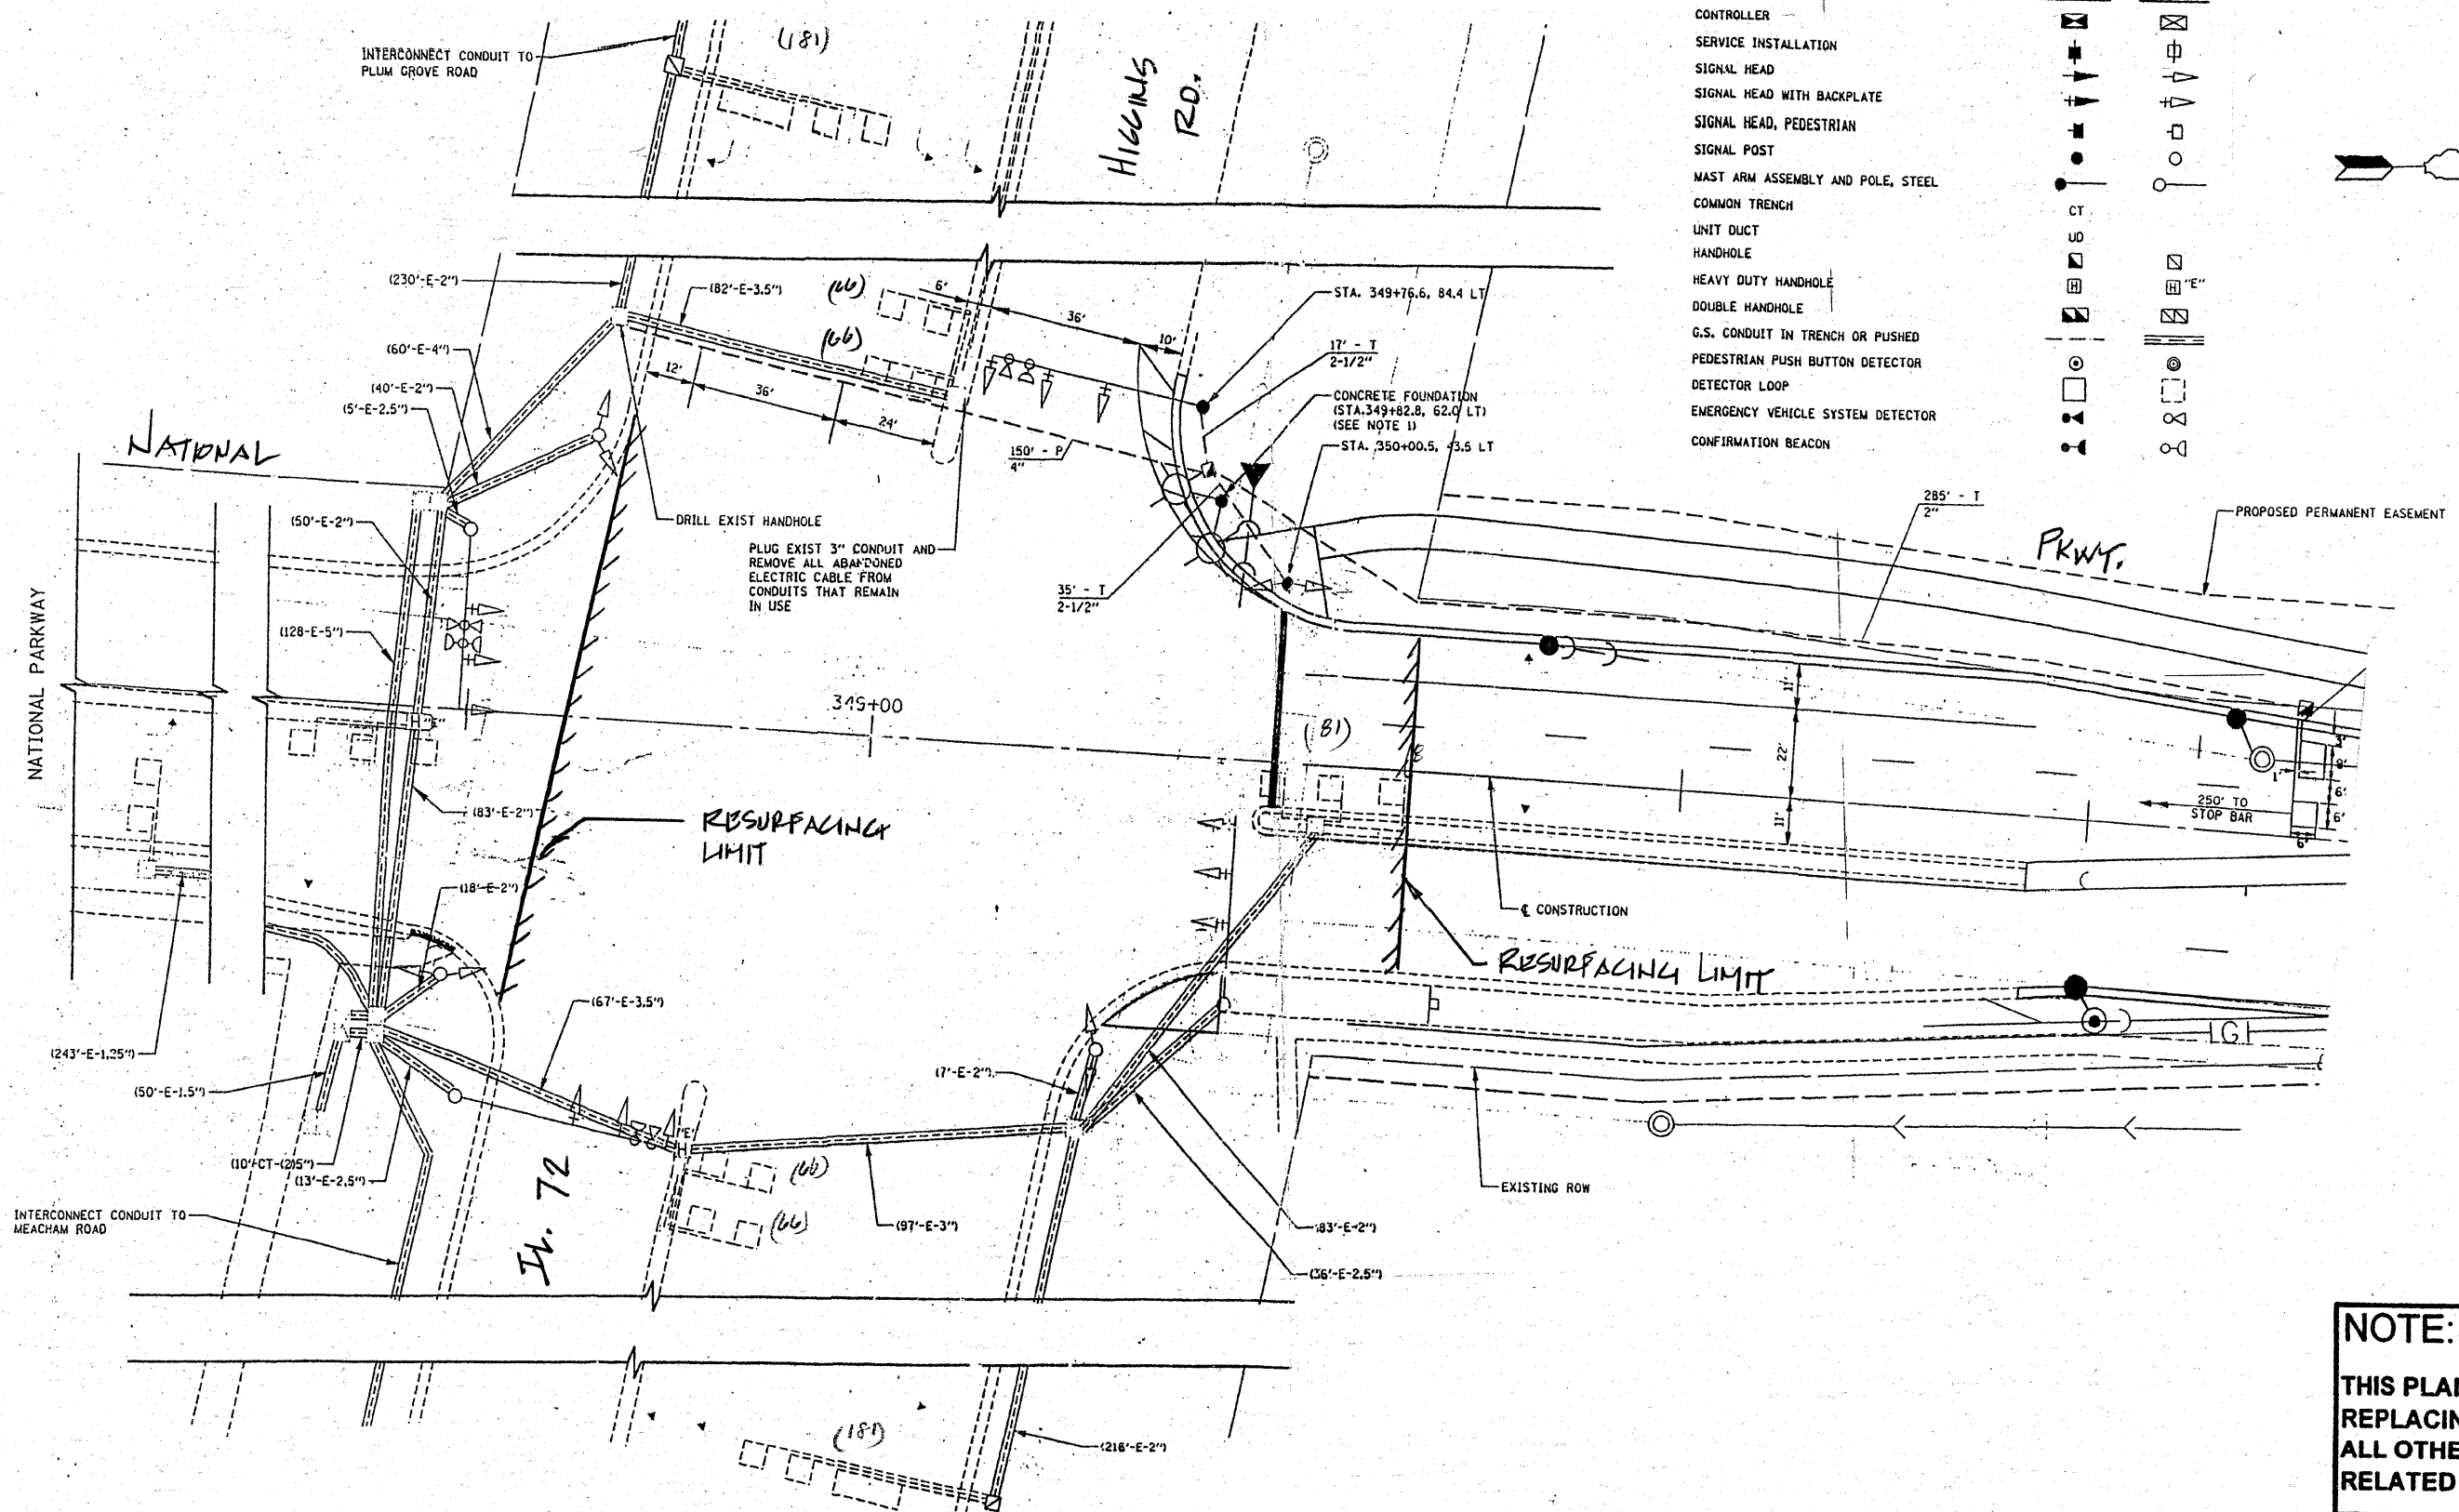 CONTROLLER
SERVICE INSTALLATION
SIGNAL HEAD
SIGNAL HEAD WITH BACKPLATE
SIGNAL HEAD, PEDESTRIAN
SIGNAL POST
MAST ARM ASSEMBLY AND POLE, STEEL
COMMON TRENCH
CT
UNIT DUCT
UD
HANDHOLE
HEAVY DUTY HANDHOLE
H
H "E"
DOUBLE HANDHOLE
G.S. CONDUIT IN TRENCH OR PUSHED
PEDESTRIAN PUSH BUTTON DETECTOR
DETECTOR LOOP
EMERGENCY VEHICLE SYSTEM DETECTOR
CONFIRMATION BEACON
INTERCONNECT CONDUIT TO
PLUM GROVE ROAD
(181)
HIGGINS
RD.
(230'-E-2")
(82'-E-3.5")
(66)
(66)
6'
36'
10'
STA. 349+76.6, 84.4 LT
17' - T
2-1/2"
(60'-E-4")
(40'-E-2")
(5'-E-2.5")
12'
36'
24'
CONCRETE FOUNDATION
(STA.349+82.8, 62.0 LT)
(SEE NOTE 1)
STA. 350+00.5, 43.5 LT
150' - P
4"
NATIONAL
(50'-E-2")
DRILL EXIST HANDHOLE
PLUG EXIST 3" CONDUIT AND
REMOVE ALL ABANDONED
ELECTRIC CABLE FROM
CONDUITS THAT REMAIN
IN USE
35' - T
2-1/2"
285' - T
2"
PROPOSED PERMANENT EASEMENT
PKWY.
NATIONAL PARKWAY
(128-E-5")
H "E"
349+00
(81)
11'
22'
11'
1'
6'
6'
6'
250' TO
STOP BAR
(83'-E-2")
RESURFACING
LIMIT
(18'-E-2")
℄ CONSTRUCTION
RESURFACING LIMIT
(67'-E-3.5")
(243'-E-1.25")
(50'-E-1.5")
(7'-E-2")
G
(10'-CT-(2)5")
(13'-E-2.5")
"E"
H
(66)
(66)
IL. 72
(97'-E-3")
(83'-E-2")
(36'-E-2.5")
EXISTING ROW
INTERCONNECT CONDUIT TO
MEACHAM ROAD
(181)
(216'-E-2")
NOTE:
THIS PLAN
REPLACIN
ALL OTHE
RELATED